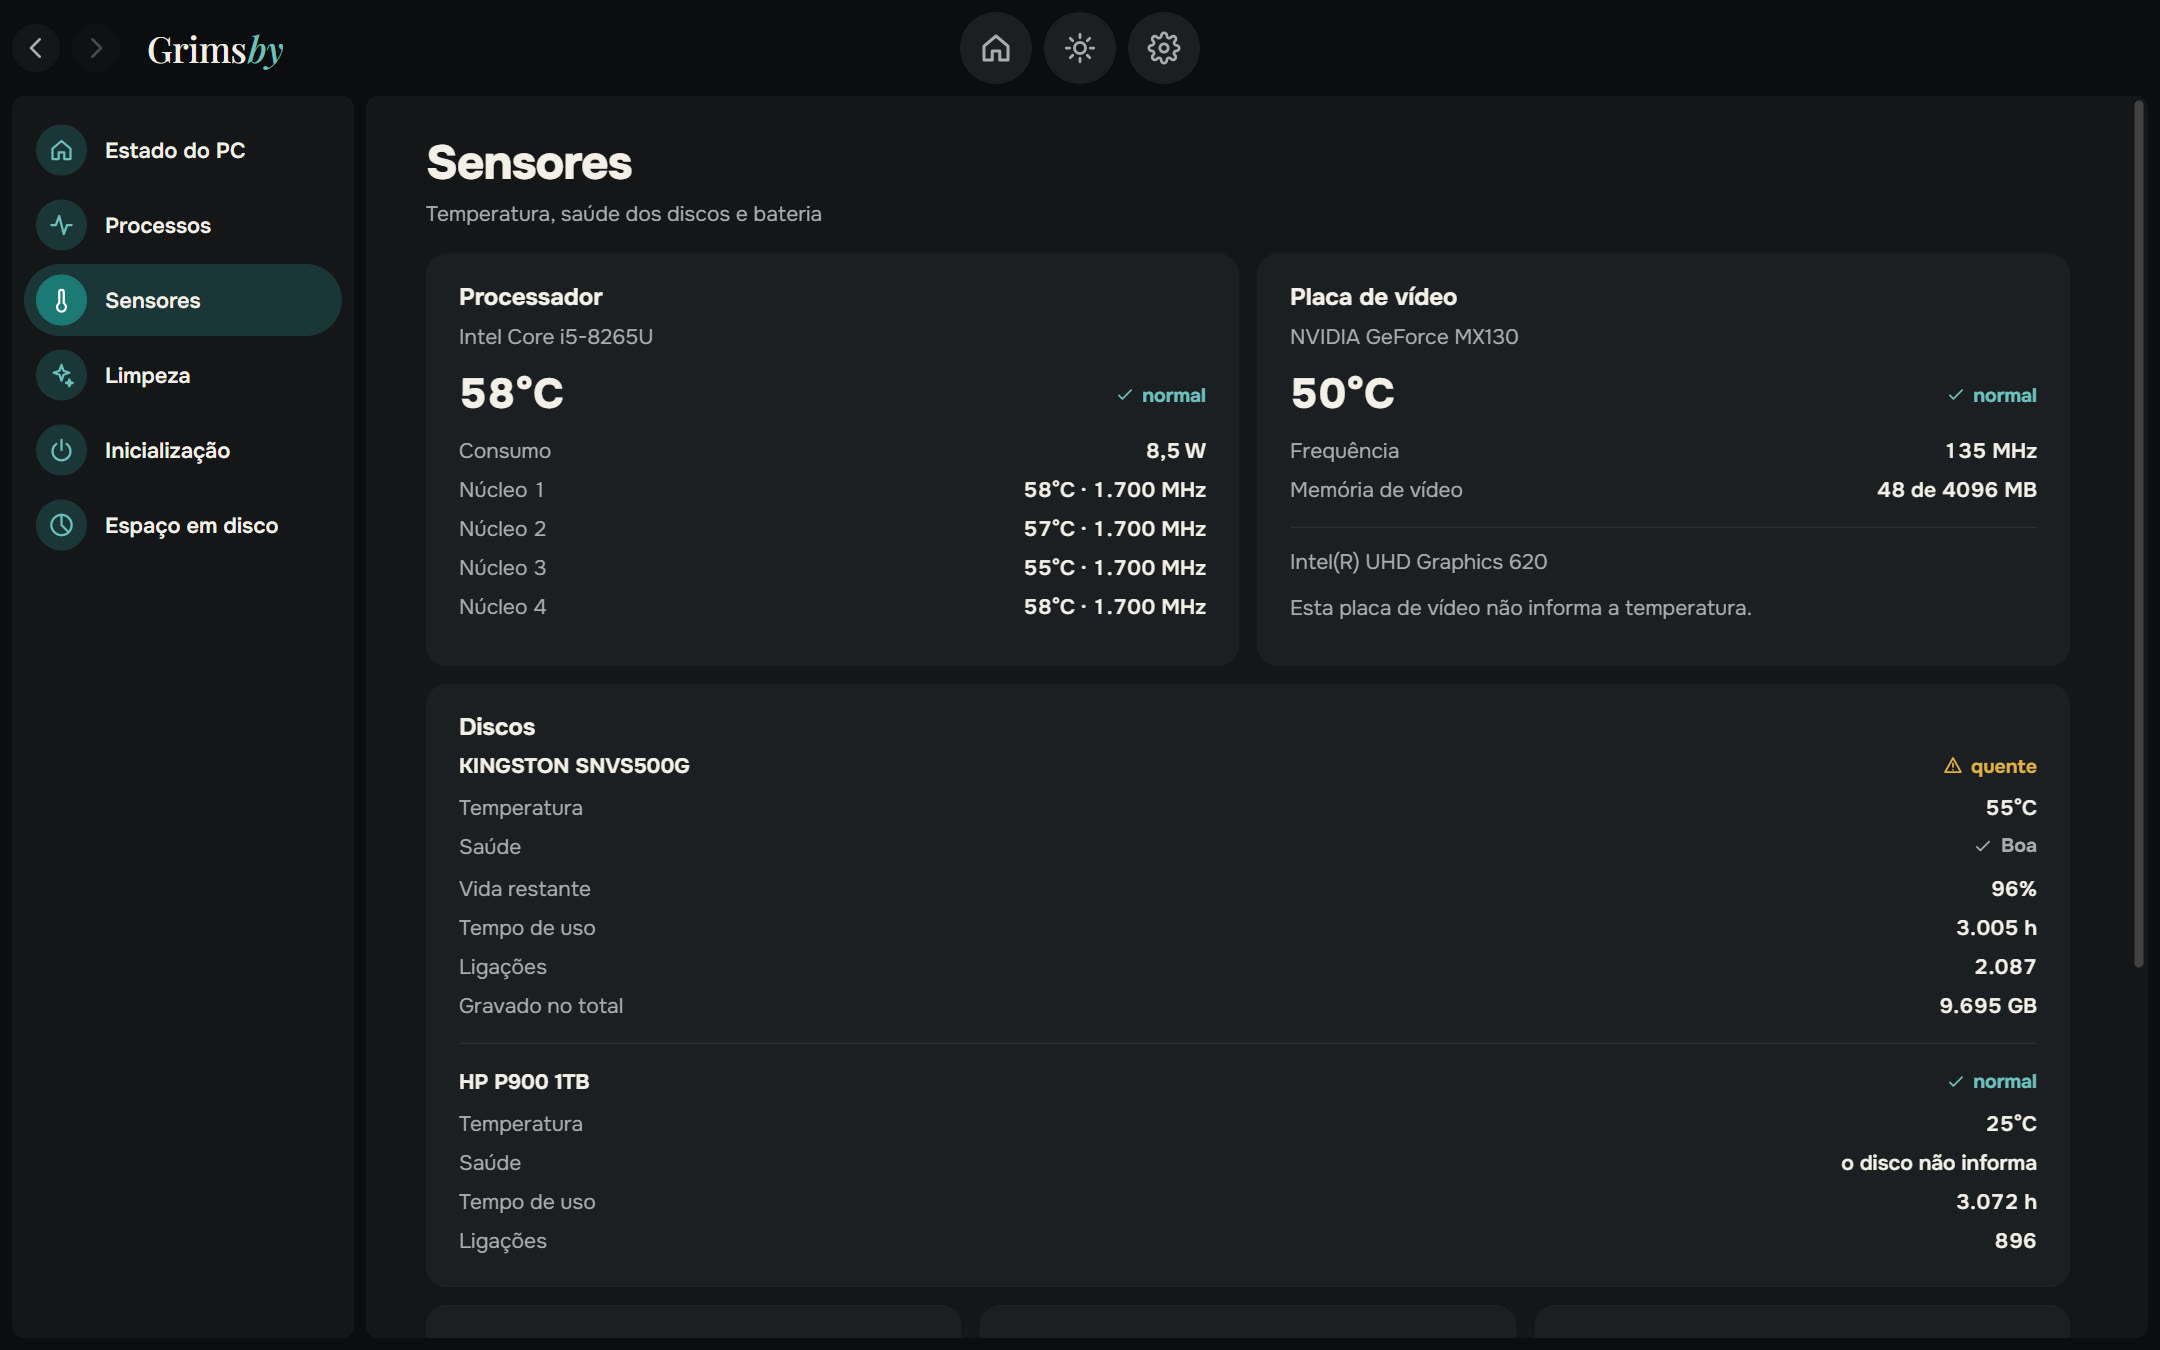 Grimsby
Estado do PC
Processos
Sensores
Limpeza
Inicialização
Espaço em disco
Sensores
Temperatura, saúde dos discos e bateria
Processador
Intel Core i5-8265U
58°C normal
Consumo 8,5 W
Núcleo 1 58°C · 1.700 MHz
Núcleo 2 57°C · 1.700 MHz
Núcleo 3 55°C · 1.700 MHz
Núcleo 4 58°C · 1.700 MHz
Placa de vídeo
NVIDIA GeForce MX130
50°C normal
Frequência 135 MHz
Memória de vídeo 48 de 4096 MB
Intel(R) UHD Graphics 620
Esta placa de vídeo não informa a temperatura.
Discos
KINGSTON SNVS500G quente
Temperatura 55°C
Saúde Boa
Vida restante 96%
Tempo de uso 3.005 h
Ligações 2.087
Gravado no total 9.695 GB
HP P900 1TB normal
Temperatura 25°C
Saúde o disco não informa
Tempo de uso 3.072 h
Ligações 896